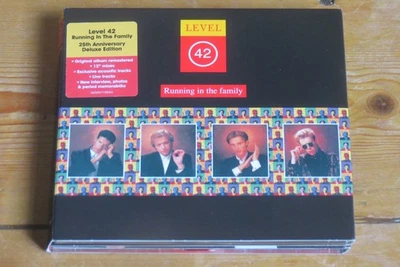 Level 42
Running In The Family
25th Anniversary
Deluxe Edition
• Original album remastered
• 12" mixes
• Exclusive acoustic tracks
• Live tracks
• New interview, photos
& period memorabilia
LEVEL
42
Running in the family